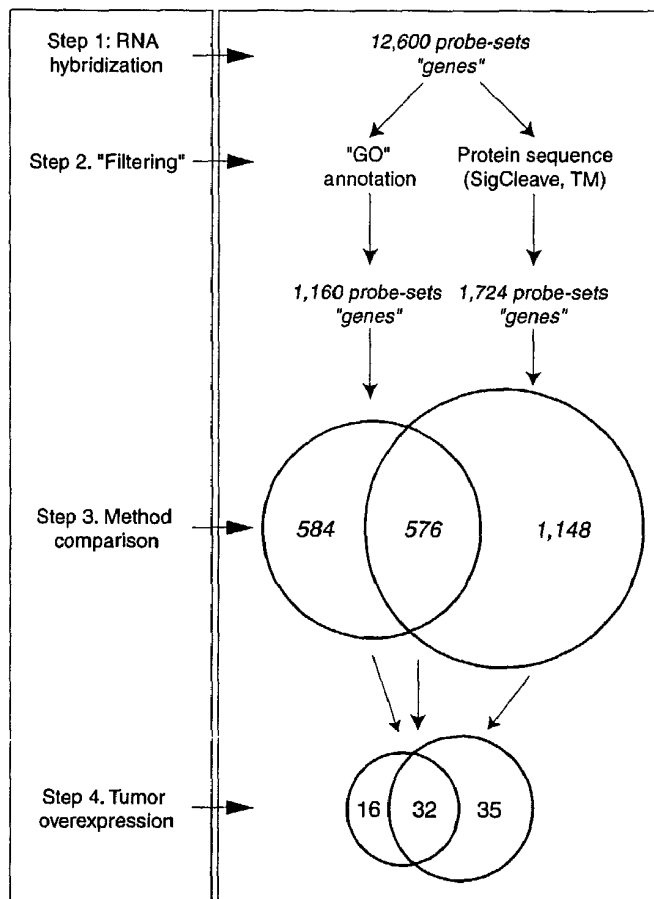 Step 1: RNA
hybridization
12,600 probe-sets
"genes"
Step 2. "Filtering"
"GO"
annotation
Protein sequence
(SigCleave, TM)
1,160 probe-sets
"genes"
1,724 probe-sets
"genes"
Step 3. Method
comparison
584
576
1,148
Step 4. Tumor
overexpression
16
32
35